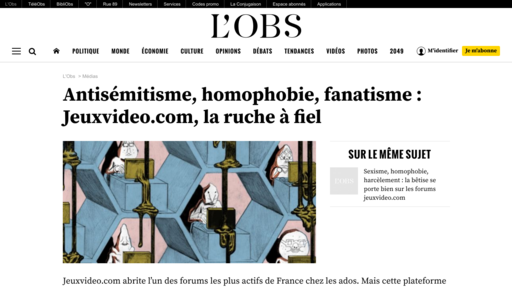 L'Obs TéléObs BibliObs "O" Rue 89 Newsletters Services Codes promo La Conjugaison Espace abonnés Applications
L'OBS
POLITIQUE MONDE ÉCONOMIE CULTURE OPINIONS DÉBATS TENDANCES VIDÉOS PHOTOS 2049 M'identifier Je m'abonne
L'Obs > Médias
Antisémitisme, homophobie, fanatisme :
Jeuxvideo.com, la ruche à fiel
SUR LE MÊME SUJET
Sexisme, homophobie,
harcèlement : la bêtise se
porte bien sur les forums
jeuxvideo.com
Jeuxvideo.com abrite l'un des forums les plus actifs de France chez les ados. Mais cette plateforme